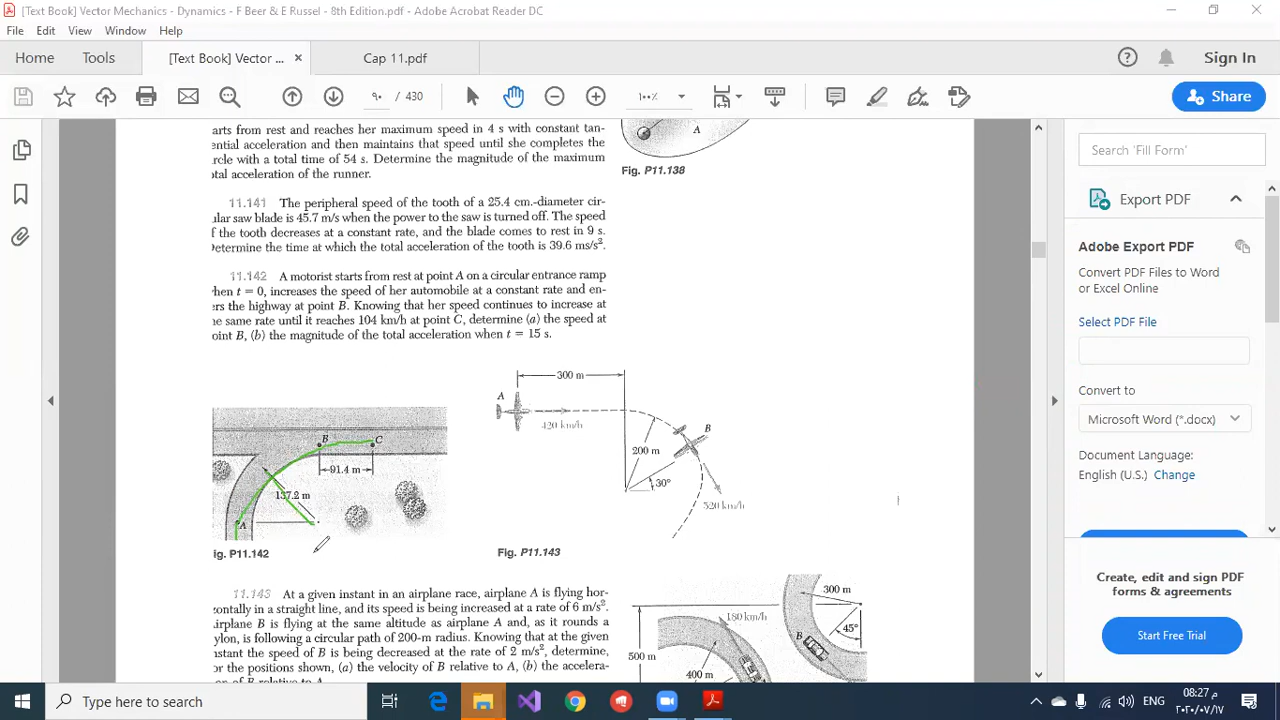 [Text Book] Vector Mechanics - Dynamics - F Beer & E Russel - 8th Edition.pdf - Adobe Acrobat Reader DC
File Edit View Window Help
Home Tools [Text Book] Vector ... × Cap 11.pdf Sign In
٩٠ / 430 ١٠٠٪ Share
arts from rest and reaches her maximum speed in 4 s with constant tan-
ential acceleration and then maintains that speed until she completes the
rcle with a total time of 54 s. Determine the magnitude of the maximum
otal acceleration of the runner.
A
Fig. P11.138
11.141 The peripheral speed of the tooth of a 25.4 cm.-diameter cir-
ular saw blade is 45.7 m/s when the power to the saw is turned off. The speed
f the tooth decreases at a constant rate, and the blade comes to rest in 9 s.
Determine the time at which the total acceleration of the tooth is 39.6 ms/s².
11.142 A motorist starts from rest at point A on a circular entrance ramp
hen t = 0, increases the speed of her automobile at a constant rate and en-
ers the highway at point B. Knowing that her speed continues to increase at
he same rate until it reaches 104 km/h at point C, determine (a) the speed at
oint B, (b) the magnitude of the total acceleration when t = 15 s.
B C
91.4 m
137.2 m
A
ig. P11.142
300 m
A
420 km/h
B
200 m
30°
320 km/h
Fig. P11.143
11.143 At a given instant in an airplane race, airplane A is flying hor-
zontally in a straight line, and its speed is being increased at a rate of 6 m/s².
irplane B is flying at the same altitude as airplane A and, as it rounds a
ylon, is following a circular path of 200-m radius. Knowing that at the given
nstant the speed of B is being decreased at the rate of 2 m/s², determine,
or the positions shown, (a) the velocity of B relative to A, (b) the accelera-
on of B relative to A.
300 m
180 km/h
45°
B
500 m
400 m
Search 'Fill Form'
Export PDF
Adobe Export PDF
Convert PDF Files to Word
or Excel Online
Select PDF File
Convert to
Microsoft Word (*.docx)
Document Language:
English (U.S.) Change
Create, edit and sign PDF
forms & agreements
Start Free Trial
Type here to search
ENG
08:27 م